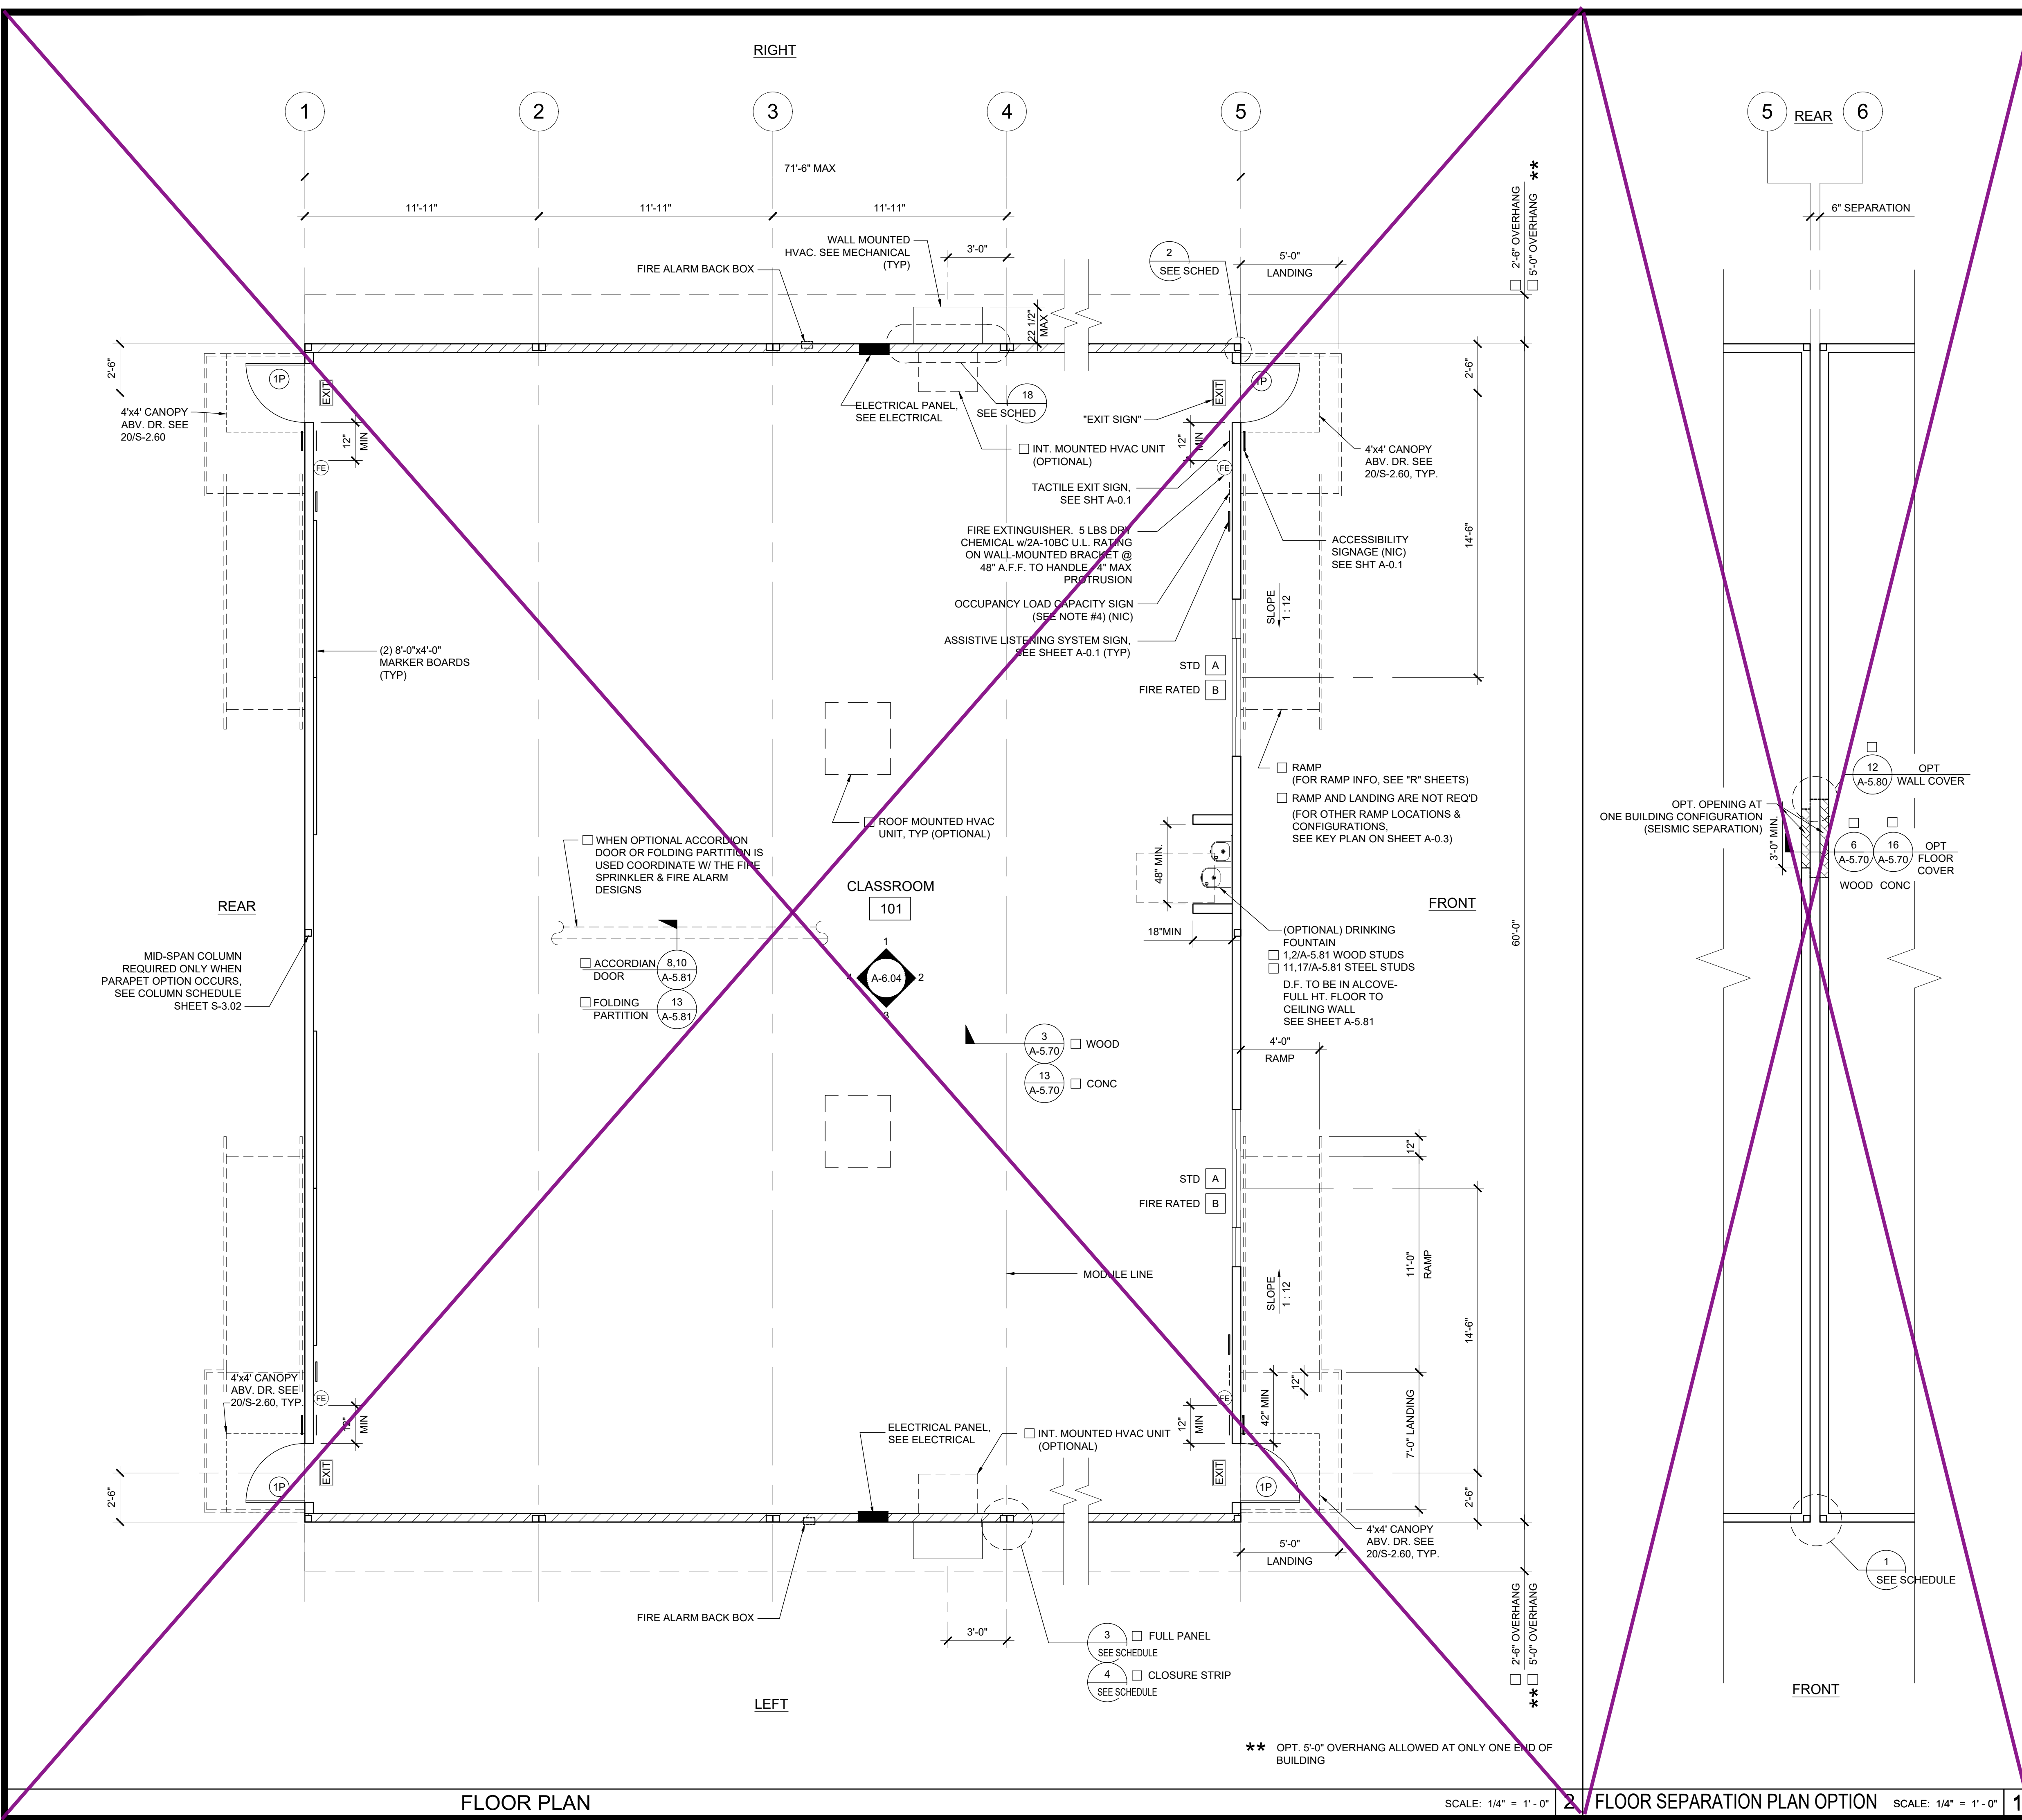 RIGHT
1
2
3
4
5
71'-6" MAX
11'-11"
11'-11"
11'-11"
2'-6" OVERHANG
5'-0" OVERHANG
**
WALL MOUNTED
HVAC. SEE MECHANICAL
(TYP)
3'-0"
FIRE ALARM BACK BOX
2
SEE SCHED
5'-0"
LANDING
22 1/2"
MAX
2'-6"
1P
EXIT
4'x4' CANOPY
ABV. DR. SEE
20/S-2.60
12"
MIN
FE
ELECTRICAL PANEL,
SEE ELECTRICAL
18
SEE SCHED
INT. MOUNTED HVAC UNIT
(OPTIONAL)
EXIT
1P
2'-6"
"EXIT SIGN"
12"
MIN
FE
4'x4' CANOPY
ABV. DR. SEE
20/S-2.60, TYP.
TACTILE EXIT SIGN,
SEE SHT A-0.1
FIRE EXTINGUISHER. 5 LBS DRY
CHEMICAL w/2A-10BC U.L. RATING
ON WALL-MOUNTED BRACKET @
48" A.F.F. TO HANDLE, 4" MAX
PROTRUSION
ACCESSIBILITY
SIGNAGE (NIC)
SEE SHT A-0.1
14'-6"
OCCUPANCY LOAD CAPACITY SIGN
(SEE NOTE #4) (NIC)
SLOPE
1 : 12
ASSISTIVE LISTENING SYSTEM SIGN,
SEE SHEET A-0.1 (TYP)
(2) 8'-0"x4'-0"
MARKER BOARDS
(TYP)
STD A
FIRE RATED B
RAMP
(FOR RAMP INFO, SEE "R" SHEETS)
RAMP AND LANDING ARE NOT REQ'D
(FOR OTHER RAMP LOCATIONS &
CONFIGURATIONS,
SEE KEY PLAN ON SHEET A-0.3)
ROOF MOUNTED HVAC
UNIT, TYP (OPTIONAL)
WHEN OPTIONAL ACCORDION
DOOR OR FOLDING PARTITION IS
USED COORDINATE W/ THE FIRE
SPRINKLER & FIRE ALARM
DESIGNS
48" MIN.
CLASSROOM
101
REAR
FRONT
60'-0"
18"MIN
(OPTIONAL) DRINKING
FOUNTAIN
1,2/A-5.81 WOOD STUDS
11,17/A-5.81 STEEL STUDS
D.F. TO BE IN ALCOVE-
FULL HT. FLOOR TO
CEILING WALL
SEE SHEET A-5.81
MID-SPAN COLUMN
REQUIRED ONLY WHEN
PARAPET OPTION OCCURS,
SEE COLUMN SCHEDULE
SHEET S-3.02
ACCORDIAN
DOOR
8,10
A-5.81
FOLDING
PARTITION
13
A-5.81
1
4 A-6.04 2
3
3
A-5.70
WOOD
13
A-5.70
CONC
4'-0"
RAMP
12"
STD A
FIRE RATED B
11'-0"
RAMP
MODULE LINE
SLOPE
1 : 12
14'-6"
4'x4' CANOPY
ABV. DR. SEE
20/S-2.60, TYP.
FE
12"
MIN
ELECTRICAL PANEL,
SEE ELECTRICAL
INT. MOUNTED HVAC UNIT
(OPTIONAL)
FE
12"
MIN
42" MIN
12"
7'-0" LANDING
2'-6"
1P
EXIT
EXIT
1P
2'-6"
4'x4' CANOPY
ABV. DR. SEE
20/S-2.60, TYP.
5'-0"
LANDING
FIRE ALARM BACK BOX
3'-0"
3
SEE SCHEDULE
FULL PANEL
4
SEE SCHEDULE
CLOSURE STRIP
2'-6" OVERHANG
5'-0" OVERHANG
**
LEFT
** OPT. 5'-0" OVERHANG ALLOWED AT ONLY ONE END OF
BUILDING
FLOOR PLAN
SCALE: 1/4" = 1' - 0"
2
5
REAR
6
6" SEPARATION
12
A-5.80
OPT
WALL COVER
OPT. OPENING AT
ONE BUILDING CONFIGURATION
(SEISMIC SEPARATION)
3'-0" MIN.
6
A-5.70
16
A-5.70
OPT
FLOOR
COVER
WOOD CONC
1
SEE SCHEDULE
FRONT
FLOOR SEPARATION PLAN OPTION
SCALE: 1/4" = 1' - 0"
1